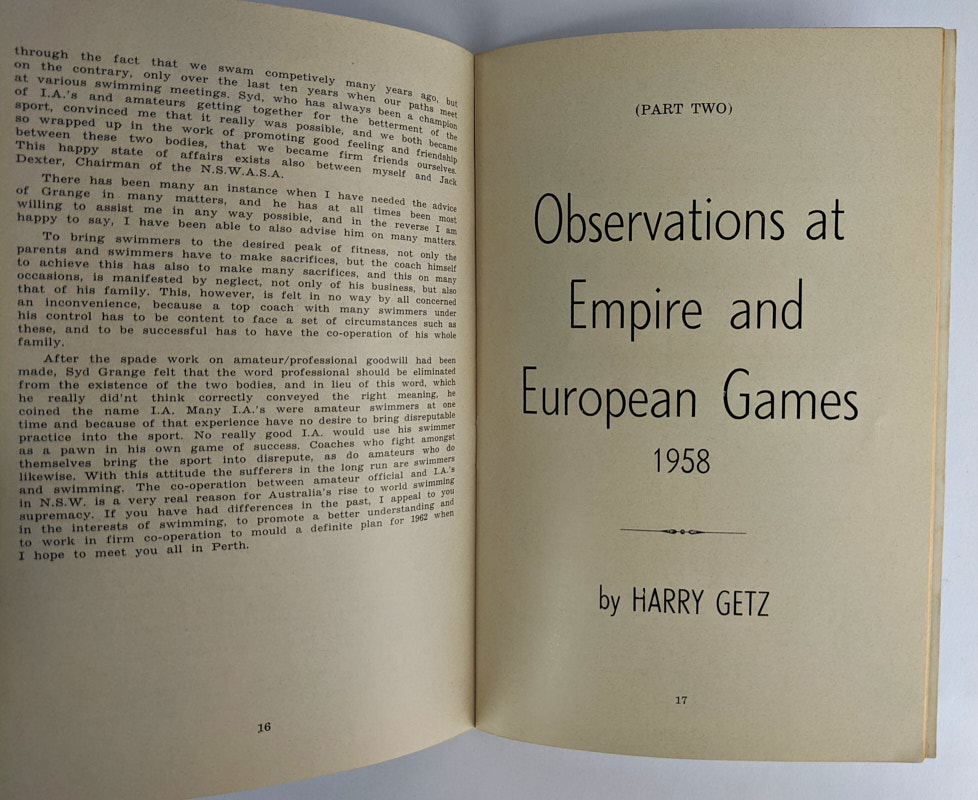 through the fact that we swam competively many years ago, but
on the contrary, only over the last ten years when our paths meet
at various swimming meetings. Syd, who has always been a champion
of I.A.'s and amateurs getting together for the betterment of the
sport, convinced me that it really was possible, and we both became
so wrapped up in the work of promoting good feeling and friendship
between these two bodies, that we became firm friends ourselves.
This happy state of affairs exists also between myself and Jack
Dexter, Chairman of the N.S.W.A.S.A.
There has been many an instance when I have needed the advice
of Grange in many matters, and he has at all times been most
willing to assist me in any way possible, and in the reverse I am
happy to say, I have been able to also advise him on many matters.
To bring swimmers to the desired peak of fitness, not only the
parents and swimmers have to make sacrifices, but the coach himself
to achieve this has also to make many sacrifices, and this on many
occasions, is manifested by neglect, not only of his business, but also
that of his family. This, however, is felt in no way by all concerned
an inconvenience, because a top coach with many swimmers under
his control has to be content to face a set of circumstances such as
these, and to be successful has to have the co-operation of his whole
family.
After the spade work on amateur/professional goodwill had been
made, Syd Grange felt that the word professional should be eliminated
from the existence of the two bodies, and in lieu of this word, which
he really did'nt think correctly conveyed the right meaning, he
coined the name I.A. Many I.A.'s were amateur swimmers at one
time and because of that experience have no desire to bring disreputable
practice into the sport. No really good I.A. would use his swimmer
as a pawn in his own game of success. Coaches who fight amongst
themselves bring the sport into disrepute, as do amateurs who do
likewise. With this attitude the sufferers in the long run are swimmers
and swimming. The co-operation between amateur official and I.A.'s
in N.S.W. is a very real reason for Australia's rise to world swimming
supremacy. If you have had differences in the past, I appeal to you
in the interests of swimming, to promote a better understanding and
to work in firm co-operation to mould a definite plan for 1962 when
I hope to meet you all in Perth.
16
(PART TWO)
Observations at
Empire and
European Games
1958
by HARRY GETZ
17